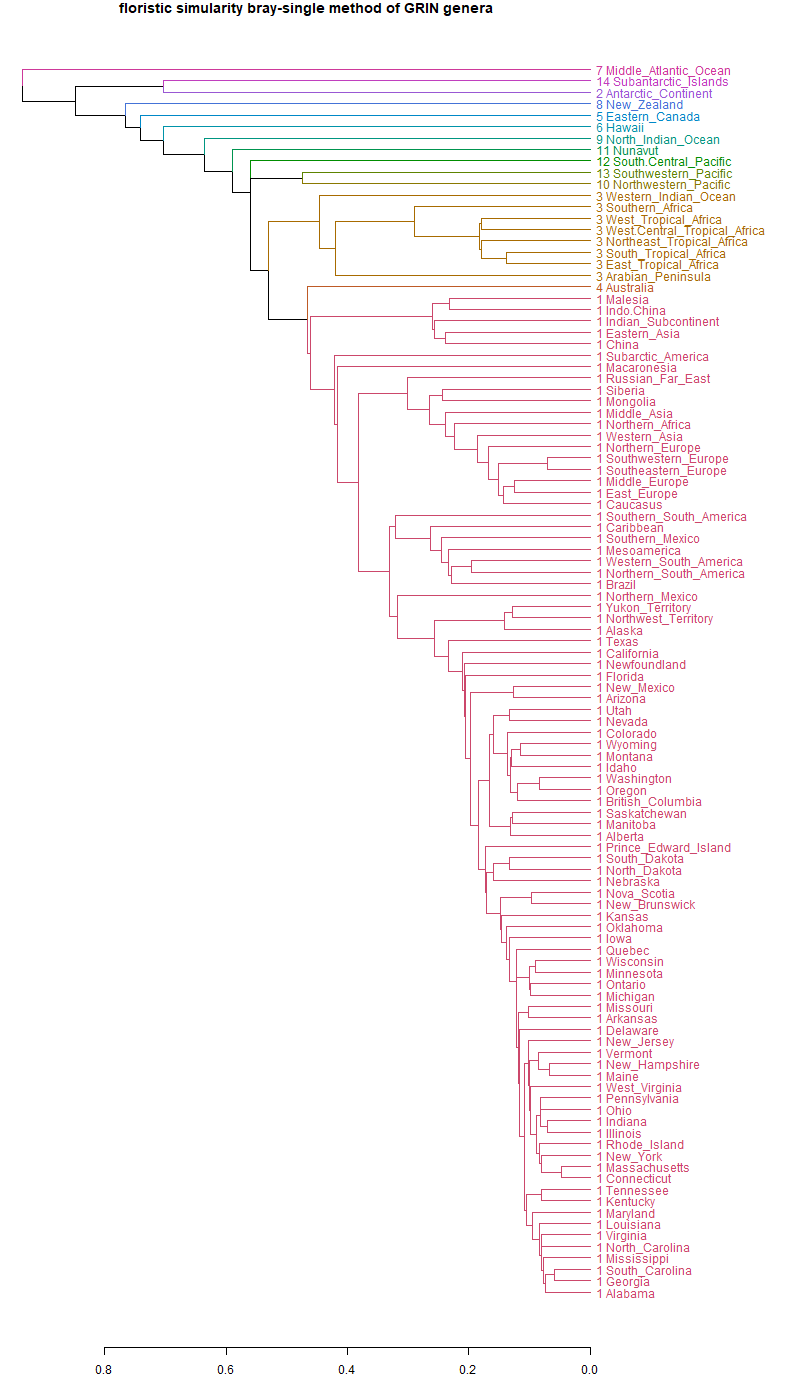 floristic simularity bray-single method of GRIN genera
7 Middle_Atlantic_Ocean
14 Subantarctic_Islands
2 Antarctic_Continent
8 New_Zealand
5 Eastern_Canada
6 Hawaii
9 North_Indian_Ocean
11 Nunavut
12 South.Central_Pacific
13 Southwestern_Pacific
10 Northwestern_Pacific
3 Western_Indian_Ocean
3 Southern_Africa
3 West_Tropical_Africa
3 West.Central_Tropical_Africa
3 Northeast_Tropical_Africa
3 South_Tropical_Africa
3 East_Tropical_Africa
3 Arabian_Peninsula
4 Australia
1 Malesia
1 Indo.China
1 Indian_Subcontinent
1 Eastern_Asia
1 China
1 Subarctic_America
1 Macaronesia
1 Russian_Far_East
1 Siberia
1 Mongolia
1 Middle_Asia
1 Northern_Africa
1 Western_Asia
1 Northern_Europe
1 Southwestern_Europe
1 Southeastern_Europe
1 Middle_Europe
1 East_Europe
1 Caucasus
1 Southern_South_America
1 Caribbean
1 Southern_Mexico
1 Mesoamerica
1 Western_South_America
1 Northern_South_America
1 Brazil
1 Northern_Mexico
1 Yukon_Territory
1 Northwest_Territory
1 Alaska
1 Texas
1 California
1 Newfoundland
1 Florida
1 New_Mexico
1 Arizona
1 Utah
1 Nevada
1 Colorado
1 Wyoming
1 Montana
1 Idaho
1 Washington
1 Oregon
1 British_Columbia
1 Saskatchewan
1 Manitoba
1 Alberta
1 Prince_Edward_Island
1 South_Dakota
1 North_Dakota
1 Nebraska
1 Nova_Scotia
1 New_Brunswick
1 Kansas
1 Oklahoma
1 Iowa
1 Quebec
1 Wisconsin
1 Minnesota
1 Ontario
1 Michigan
1 Missouri
1 Arkansas
1 Delaware
1 New_Jersey
1 Vermont
1 New_Hampshire
1 Maine
1 West_Virginia
1 Pennsylvania
1 Ohio
1 Indiana
1 Illinois
1 Rhode_Island
1 New_York
1 Massachusetts
1 Connecticut
1 Tennessee
1 Kentucky
1 Maryland
1 Louisiana
1 Virginia
1 North_Carolina
1 Mississippi
1 South_Carolina
1 Georgia
1 Alabama
0.8 0.6 0.4 0.2 0.0